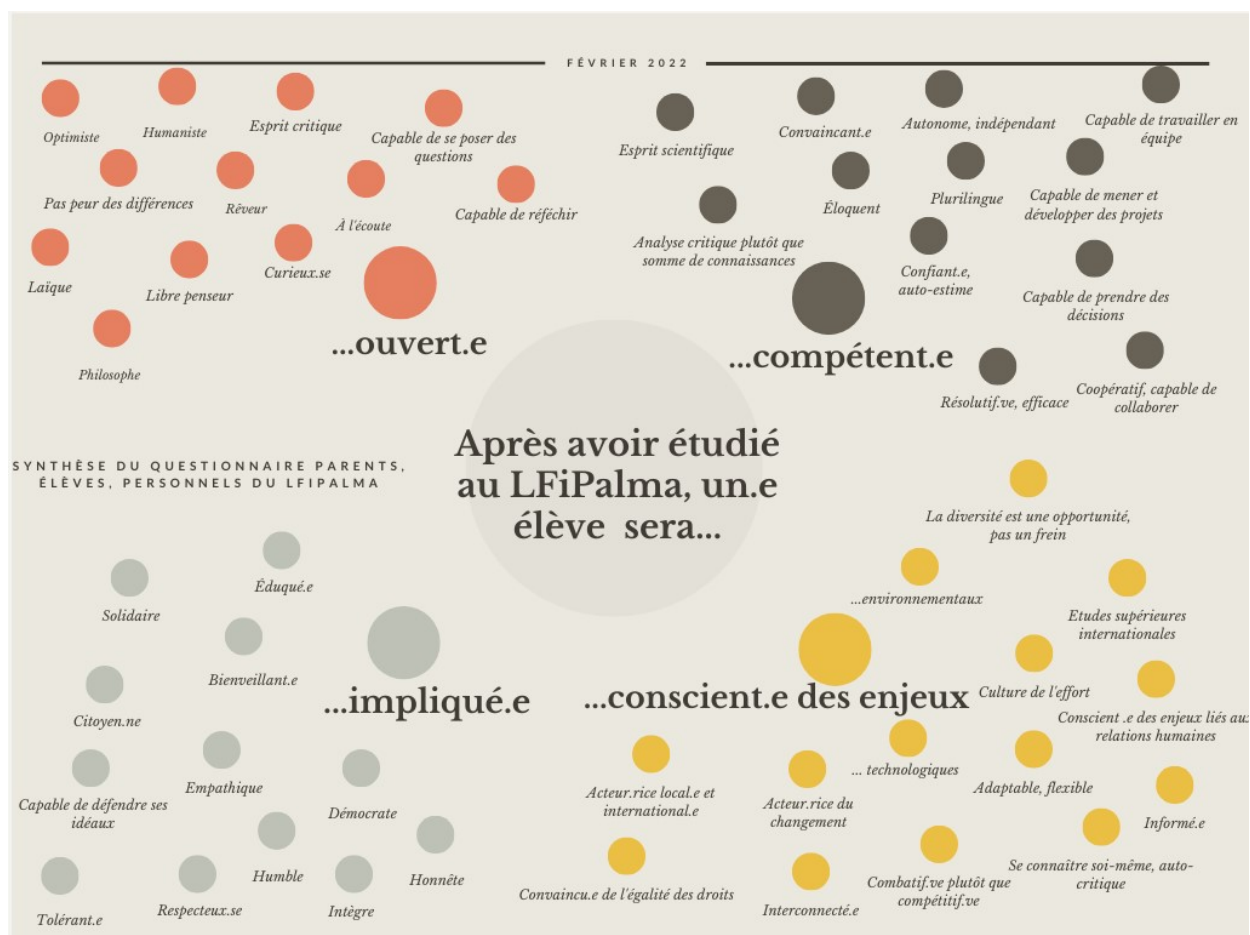 FÉVRIER 2022
Optimiste
Humaniste
Esprit critique
Capable de se poser des
questions
Pas peur des différences
Rêveur
À l'écoute
Capable de réféchir
Laïque
Libre penseur
Curieux.se
Philosophe
...ouvert.e
Esprit scientifique
Convaincant.e
Autonome, indépendant
Capable de travailler en
équipe
Analyse critique plutôt que
somme de connaissances
Éloquent
Plurilingue
Capable de mener et
développer des projets
Confiant.e,
auto-estime
Capable de prendre des
décisions
...compétent.e
Résolutif.ve, efficace
Coopératif, capable de
collaborer
Après avoir étudié
au LFiPalma, un.e
élève sera...
SYNTHÈSE DU QUESTIONNAIRE PARENTS,
ÉLÈVES, PERSONNELS DU LFIPALMA
Solidaire
Éduqué.e
Bienveillant.e
Citoyen.ne
...impliqué.e
Capable de défendre ses
idéaux
Empathique
Démocrate
Tolérant.e
Respecteux.se
Humble
Intègre
Honnête
La diversité est une opportunité,
pas un frein
...environnementaux
Etudes supérieures
internationales
...conscient.e des enjeux
Culture de l'effort
Conscient .e des enjeux liés aux
relations humaines
Acteur.rice local.e et
international.e
Acteur.rice du
changement
... technologiques
Adaptable, flexible
Informé.e
Convaincu.e de l'égalité des droits
Interconnecté.e
Combatif.ve plutôt que
compétitif.ve
Se connaître soi-même, auto-
critique